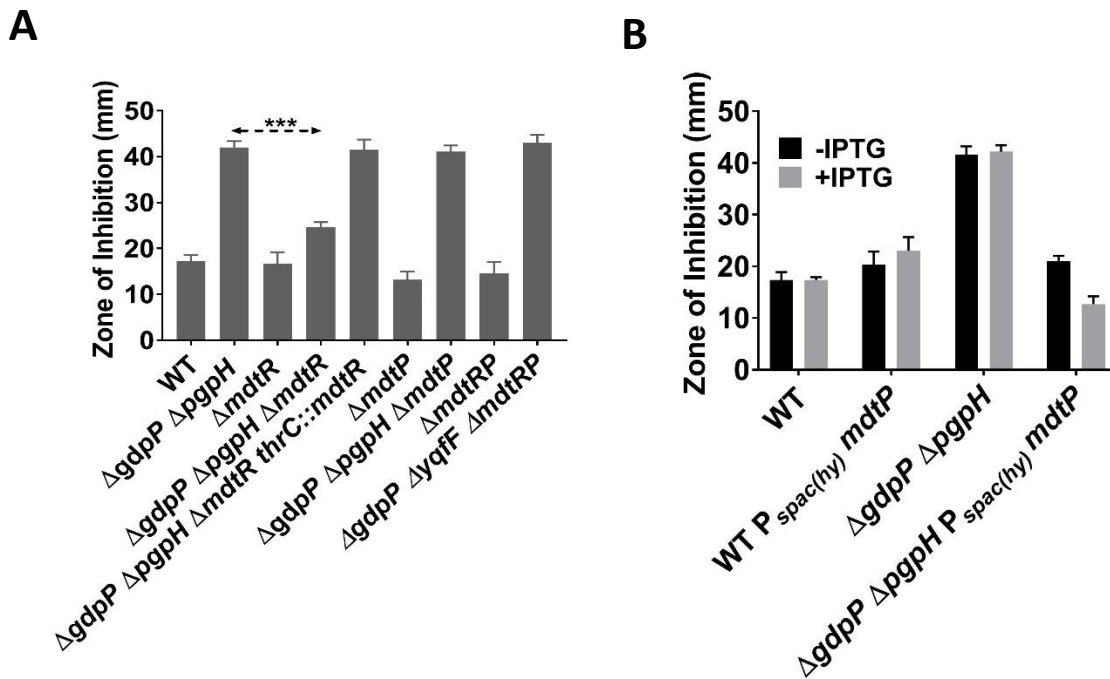 A
Zone of Inhibition (mm)
50
40
30
20
10
0
***
WT
ΔgdpP ΔpgpH
ΔmdtR
ΔgdpP ΔpgpH ΔmdtR
ΔgdpP ΔpgpH ΔmdtR thrC::mdtR
ΔmdtP
ΔgdpP ΔpgpH ΔmdtP
ΔmdtRP
ΔgdpP ΔyqfF ΔmdtRP
B
Zone of Inhibition (mm)
50
40
30
20
10
0
-IPTG
+IPTG
WT
WT P spac(hy) mdtP
ΔgdpP ΔpgpH
ΔgdpP ΔpgpH P spac(hy) mdtP